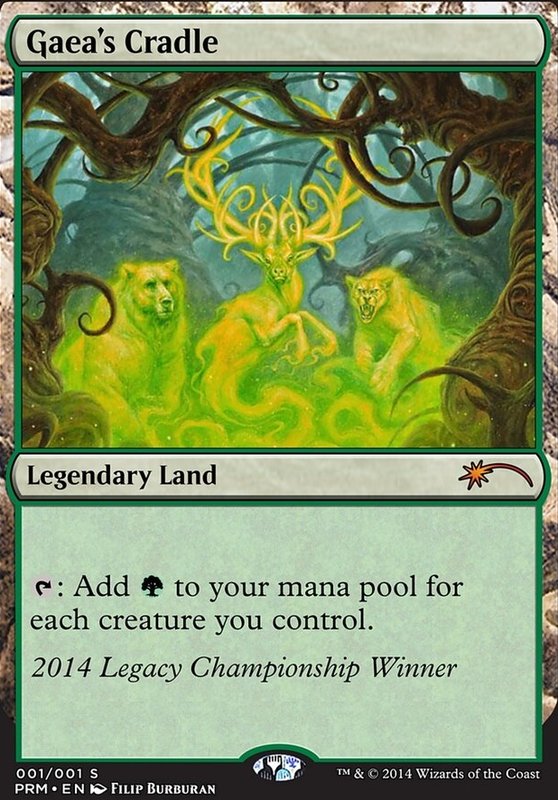 Gaea's Cradle
Legendary Land
: Add to your mana pool for
each creature you control.
2014 Legacy Championship Winner
001/001 S
PRM • EN Filip Burburan
™ & © 2014 Wizards of the Coast